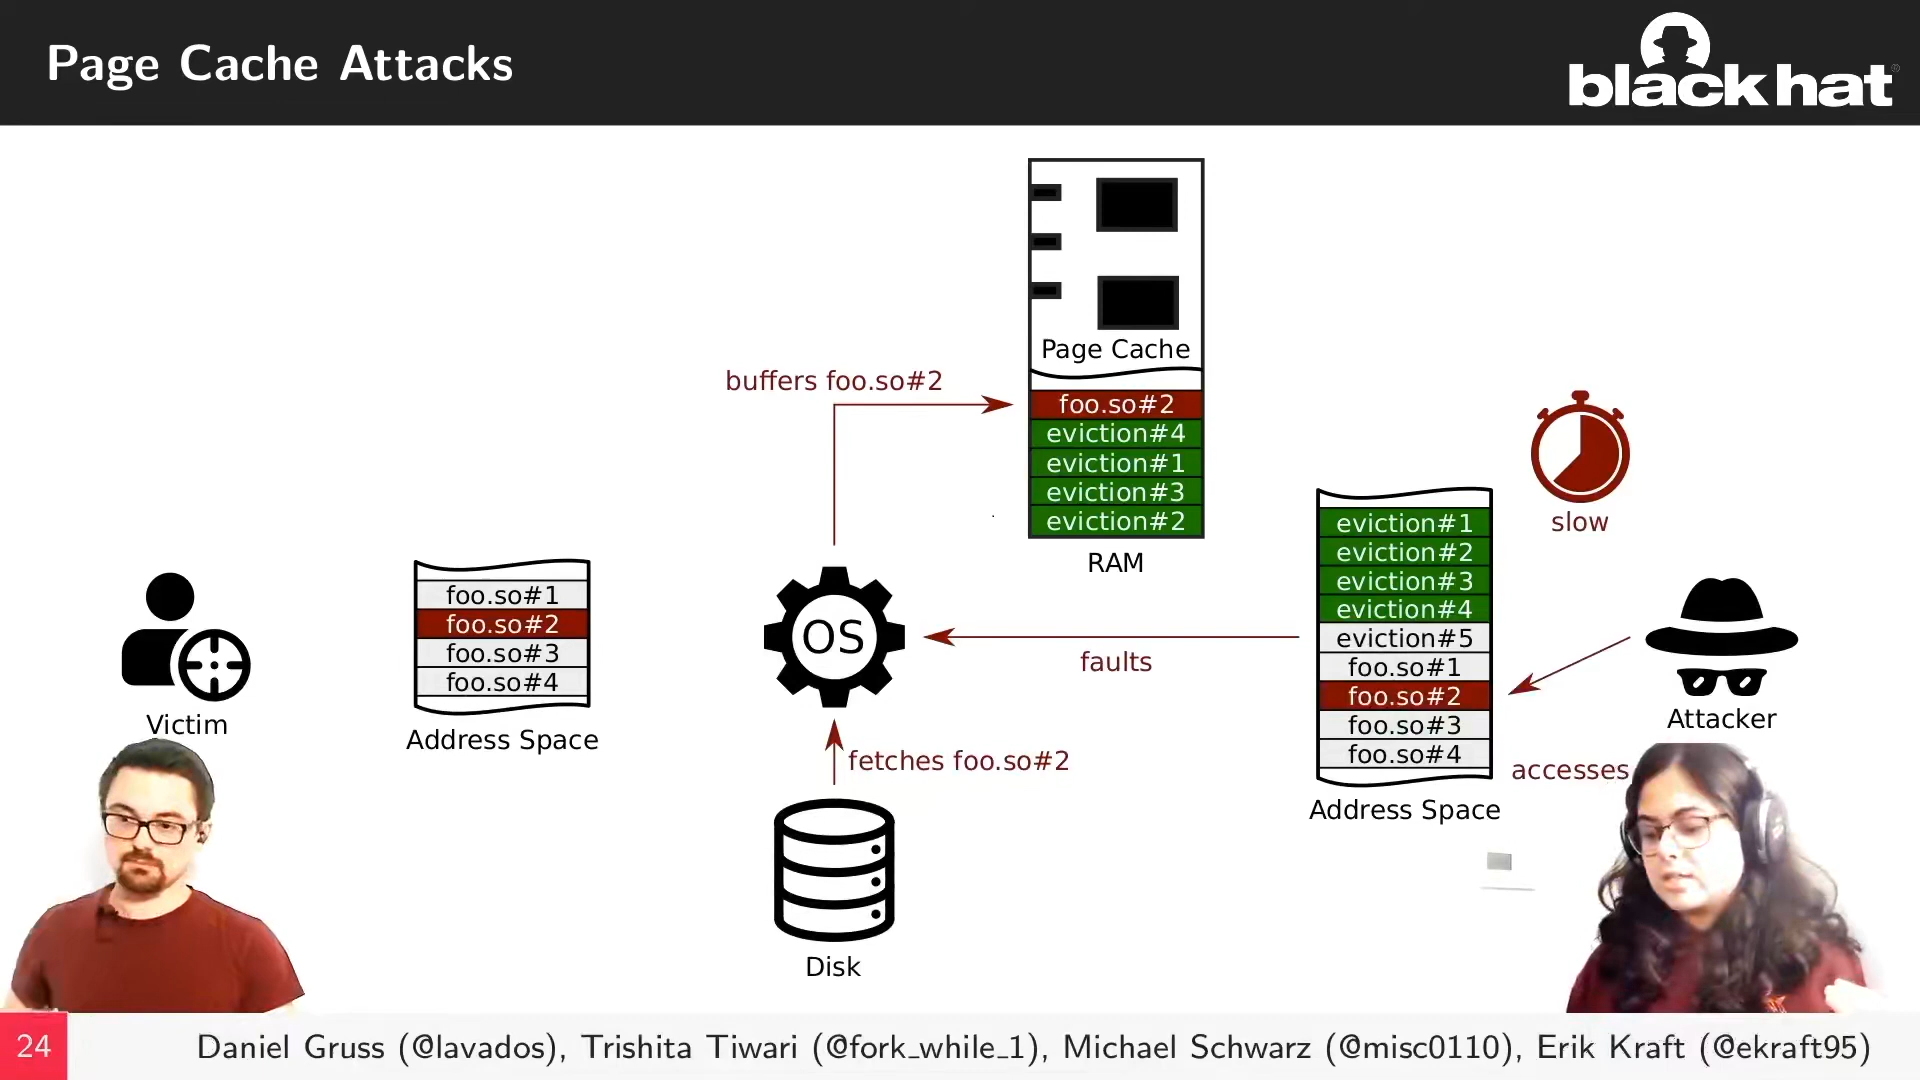 Page Cache Attacks
black hat®
Page Cache
buffers foo.so#2
foo.so#2
eviction#4
eviction#1
eviction#3
eviction#2
RAM
slow
eviction#1
eviction#2
eviction#3
eviction#4
eviction#5
foo.so#1
foo.so#2
foo.so#3
foo.so#4
Address Space
foo.so#1
foo.so#2
foo.so#3
foo.so#4
Address Space
Victim
OS
faults
Attacker
accesses
fetches foo.so#2
Disk
24
Daniel Gruss (@lavados), Trishita Tiwari (@fork_while_1), Michael Schwarz (@misc0110), Erik Kraft (@ekraft95)